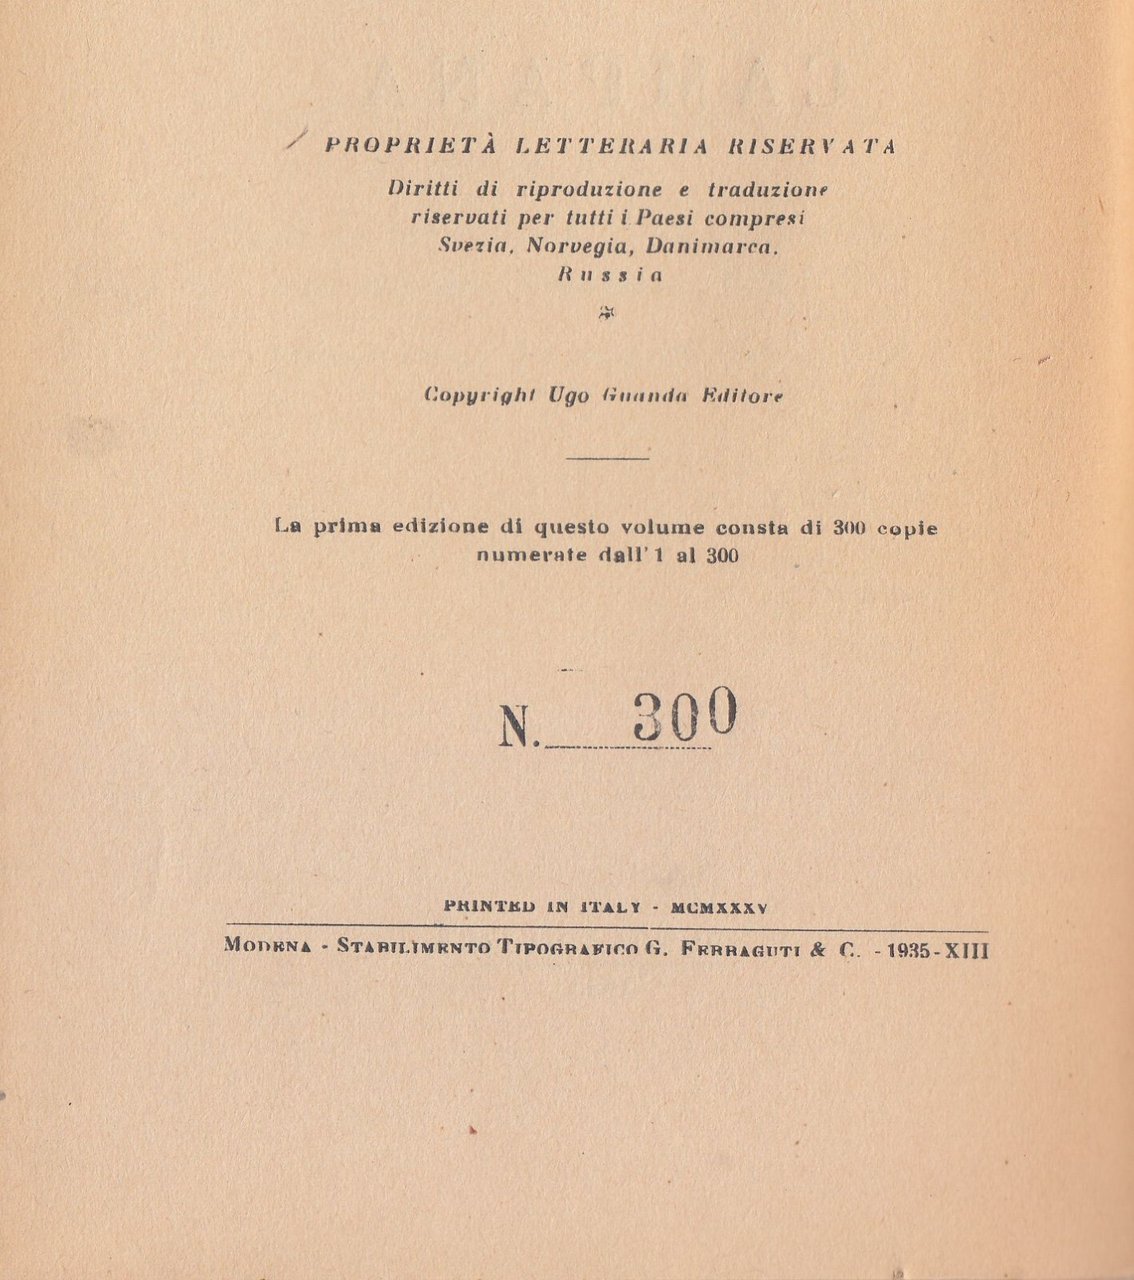 PROPRIETÀ LETTERARIA RISERVATA
Diritti di riproduzione e traduzione
riservati per tutti i Paesi compresi
Svezia, Norvegia, Danimarca,
Russia
Copyright Ugo Guanda Editore
La prima edizione di questo volume consta di 300 copie
numerate dall'1 al 300
N. 300
PRINTED IN ITALY - MCMXXXV
MODENA - STABILIMENTO TIPOGRAFICO G. FERRAGUTI & C. - 1935-XIII